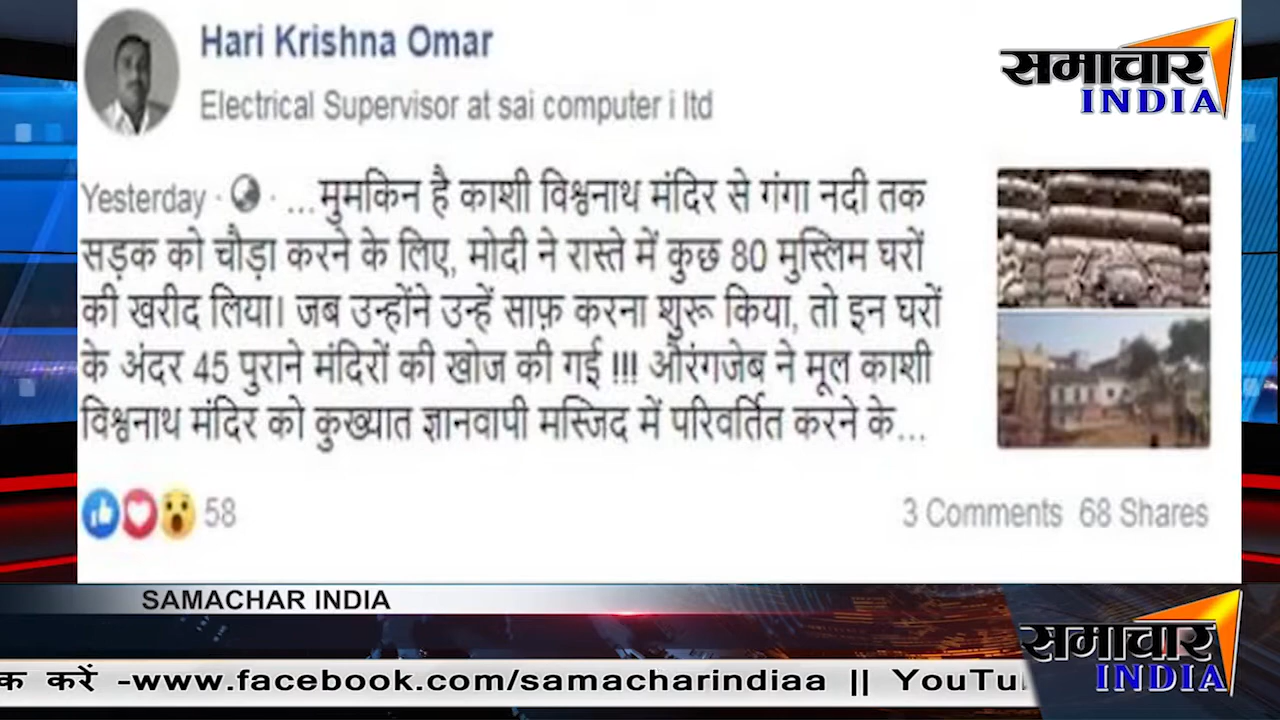 Hari Krishna Omar
Electrical Supervisor at sai computer i ltd
समाचार
INDIA
Yesterday · ...मुमकिन है काशी विश्वनाथ मंदिर से गंगा नदी तक
सड़क को चौड़ा करने के लिए, मोदी ने रास्ते में कुछ 80 मुस्लिम घरों
की खरीद लिया। जब उन्होंने उन्हें साफ़ करना शुरू किया, तो इन घरों
के अंदर 45 पुराने मंदिरों की खोज की गई !!! औरंगजेब ने मूल काशी
विश्वनाथ मंदिर को कुख्यात ज्ञानवापी मस्जिद में परिवर्तित करने के...
58
3 Comments 68 Shares
SAMACHAR INDIA
समाचार
INDIA
क करें -www.facebook.com/samacharindiaa || YouTu